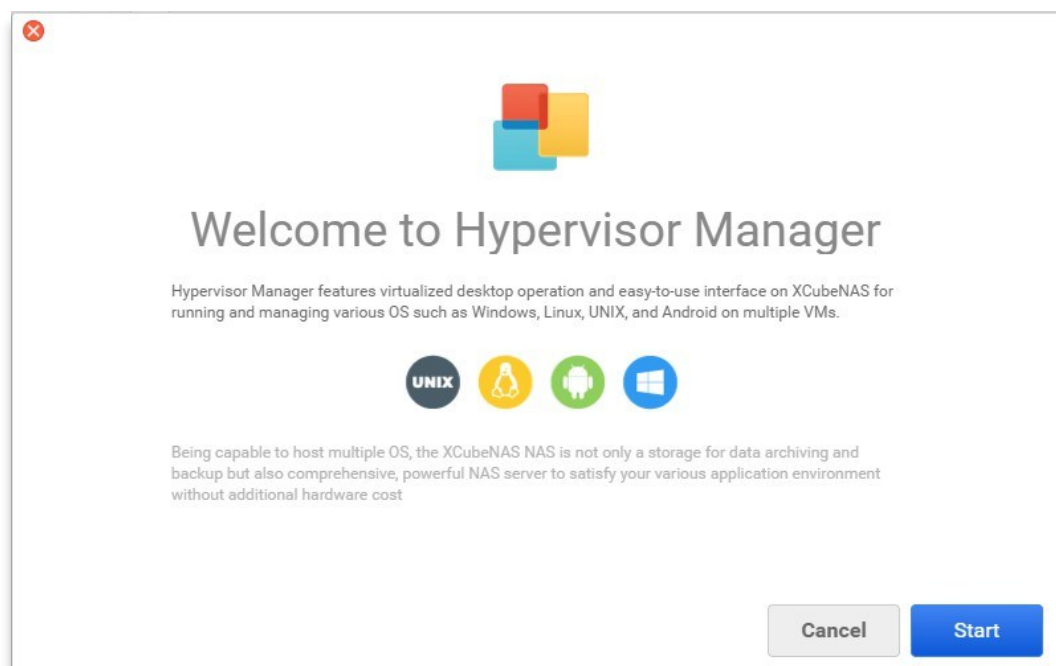 Welcome to Hypervisor Manager
Hypervisor Manager features virtualized desktop operation and easy-to-use interface on XCubeNAS for
running and managing various OS such as Windows, Linux, UNIX, and Android on multiple VMs.
UNIX
Being capable to host multiple OS, the XCubeNAS NAS is not only a storage for data archiving and
backup but also comprehensive, powerful NAS server to satisfy your various application environment
without additional hardware cost
Cancel Start